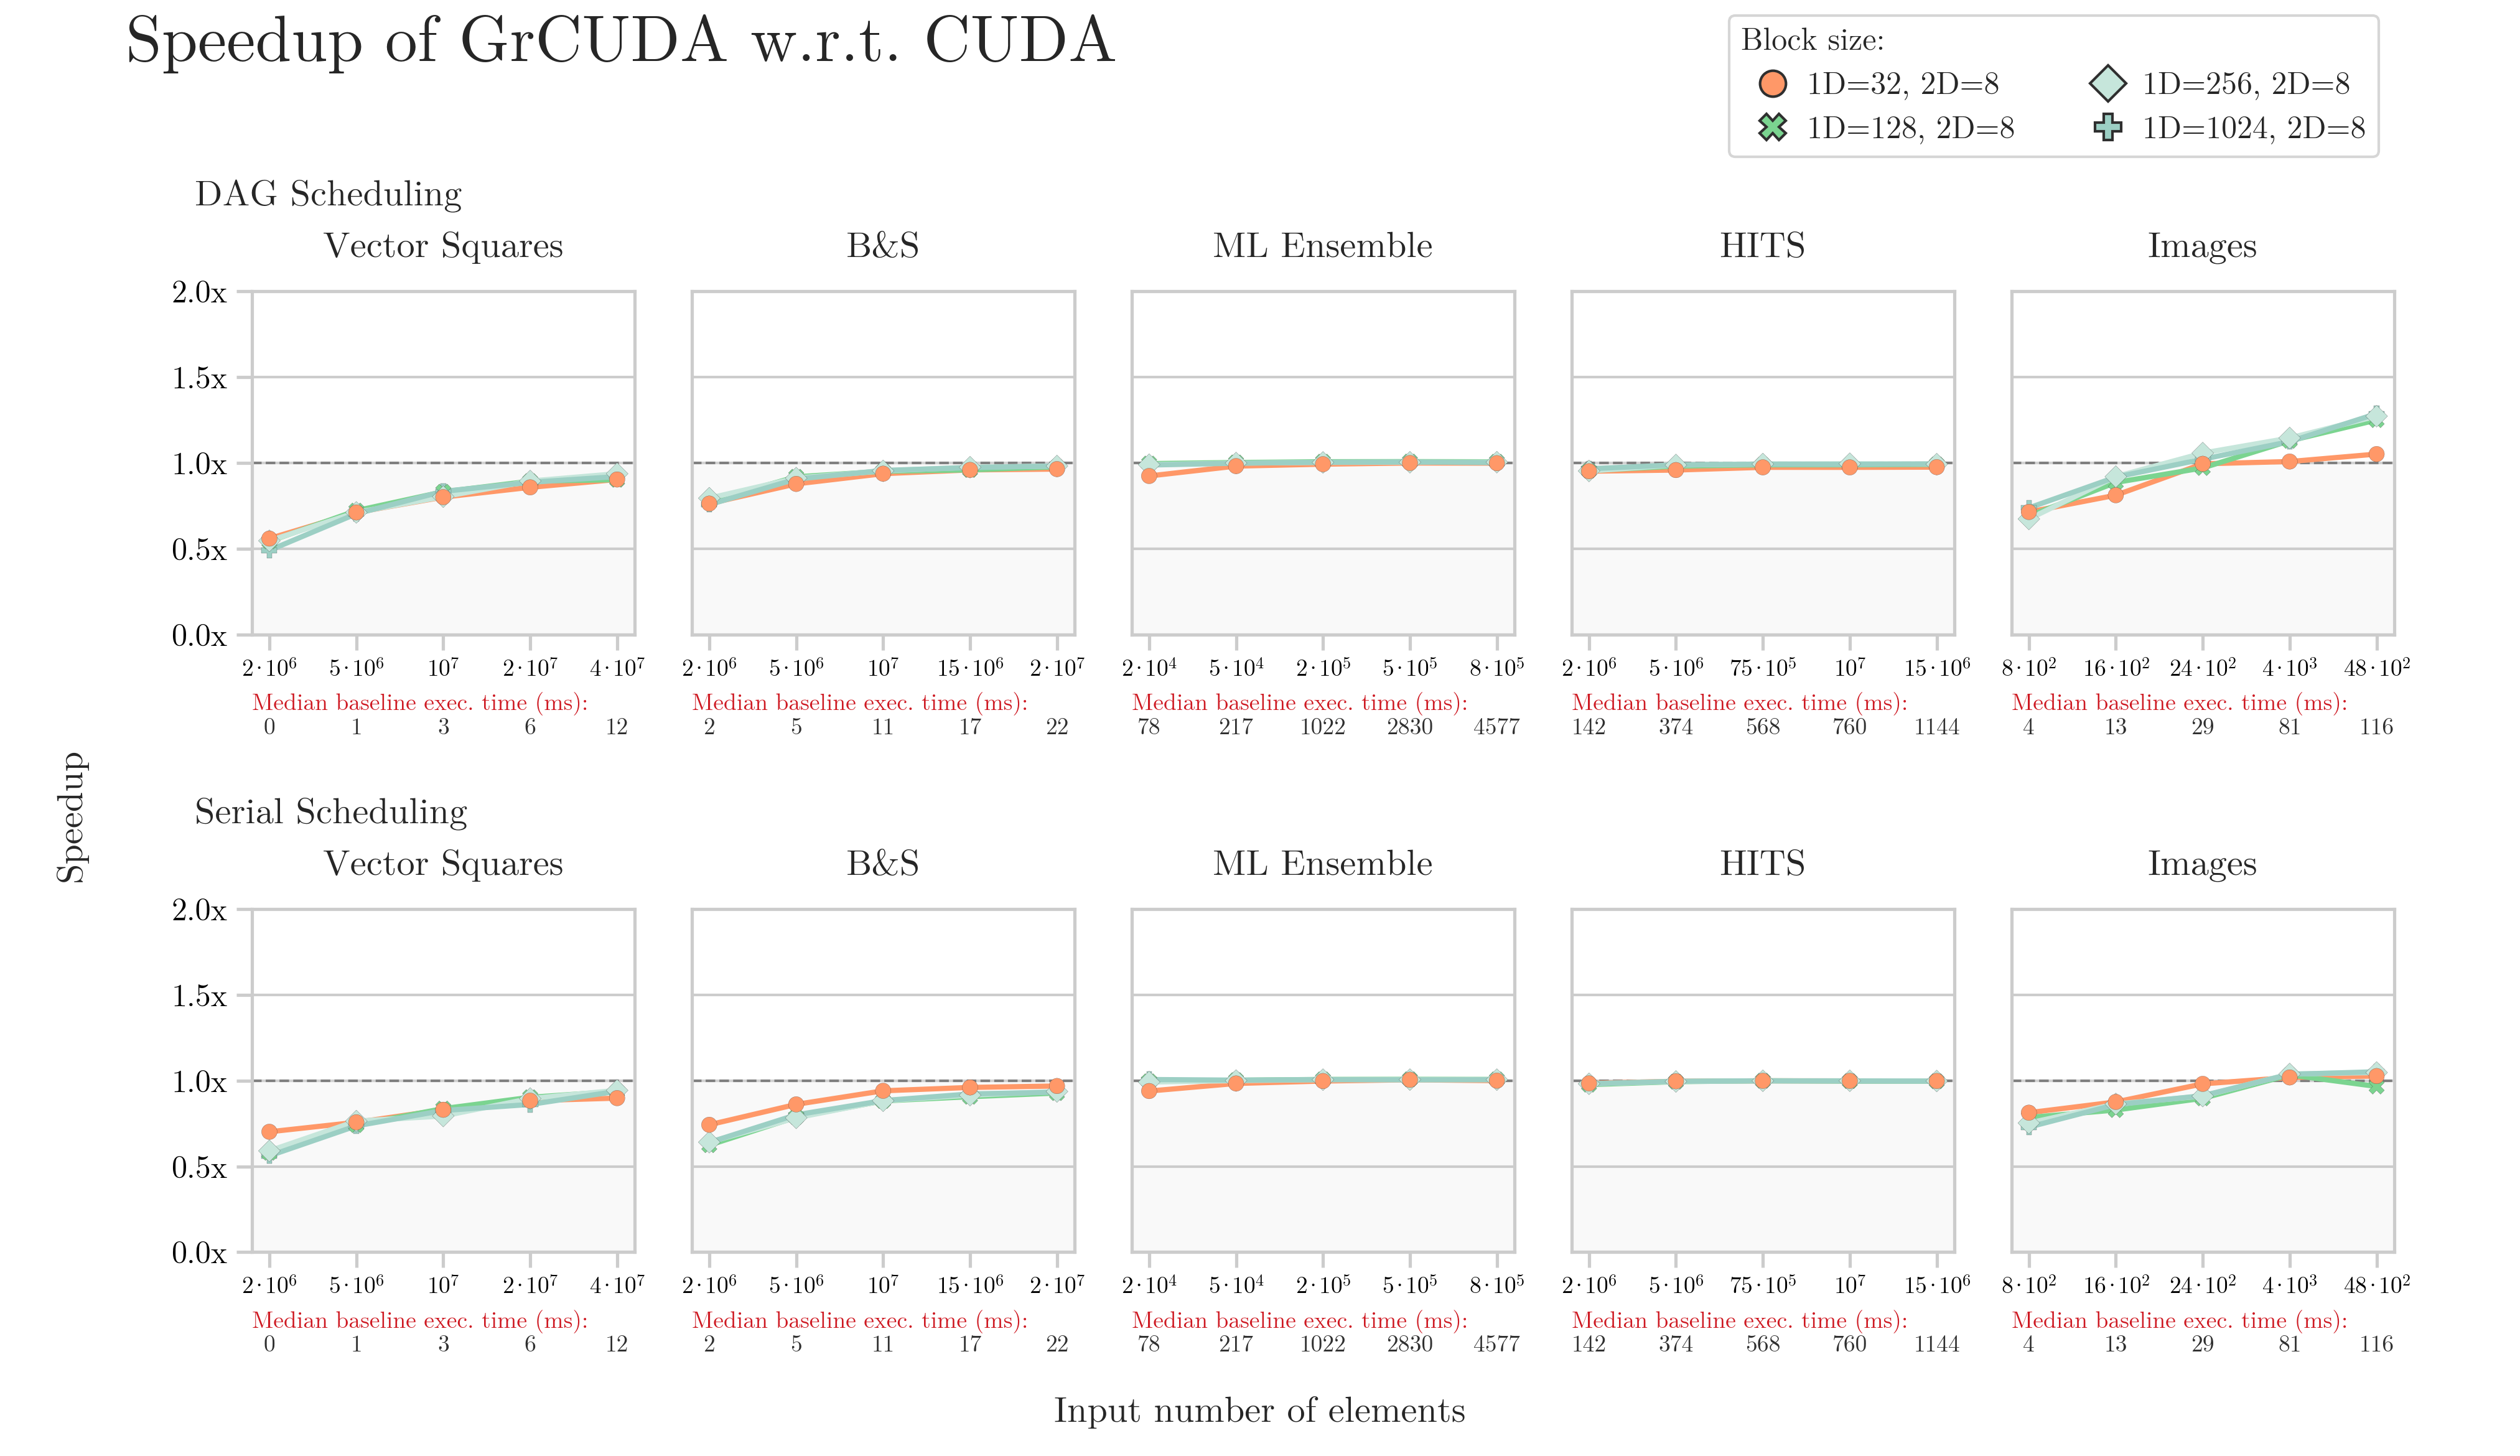 Speedup of GrCUDA w.r.t. CUDA
Block size:
1D=32, 2D=8
1D=256, 2D=8
1D=128, 2D=8
1D=1024, 2D=8
DAG Scheduling
Vector Squares
B&S
ML Ensemble
HITS
Images
2.0x
1.5x
1.0x
0.5x
0.0x
2·10⁶ 5·10⁶ 10⁷ 2·10⁷ 4·10⁷
2·10⁶ 5·10⁶ 10⁷ 15·10⁶ 2·10⁷
2·10⁴ 5·10⁴ 2·10⁵ 5·10⁵ 8·10⁵
2·10⁶ 5·10⁶ 75·10⁵ 10⁷ 15·10⁶
8·10² 16·10² 24·10² 4·10³ 48·10²
Median baseline exec. time (ms):
0 1 3 6 12
Median baseline exec. time (ms):
2 5 11 17 22
Median baseline exec. time (ms):
78 217 1022 2830 4577
Median baseline exec. time (ms):
142 374 568 760 1144
Median baseline exec. time (ms):
4 13 29 81 116
Speedup
Serial Scheduling
Vector Squares
B&S
ML Ensemble
HITS
Images
2.0x
1.5x
1.0x
0.5x
0.0x
2·10⁶ 5·10⁶ 10⁷ 2·10⁷ 4·10⁷
2·10⁶ 5·10⁶ 10⁷ 15·10⁶ 2·10⁷
2·10⁴ 5·10⁴ 2·10⁵ 5·10⁵ 8·10⁵
2·10⁶ 5·10⁶ 75·10⁵ 10⁷ 15·10⁶
8·10² 16·10² 24·10² 4·10³ 48·10²
Median baseline exec. time (ms):
0 1 3 6 12
Median baseline exec. time (ms):
2 5 11 17 22
Median baseline exec. time (ms):
78 217 1022 2830 4577
Median baseline exec. time (ms):
142 374 568 760 1144
Median baseline exec. time (ms):
4 13 29 81 116
Input number of elements